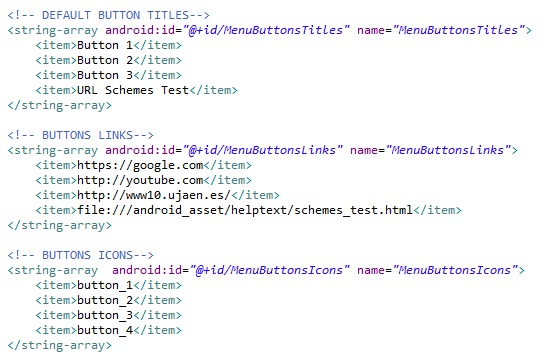 <!-- DEFAULT BUTTON TITLES-->
<string-array android:id="@+id/MenuButtonsTitles" name="MenuButtonsTitles">
    <item>Button 1</item>
    <item>Button 2</item>
    <item>Button 3</item>
    <item>URL Schemes Test</item>
</string-array>

<!-- BUTTONS LINKS-->
<string-array android:id="@+id/MenuButtonsLinks" name="MenuButtonsLinks">
    <item>https://google.com</item>
    <item>http://youtube.com</item>
    <item>http://www10.ujaen.es/</item>
    <item>file:///android_asset/helptext/schemes_test.html</item>
</string-array>

<!-- BUTTONS ICONS-->
<string-array  android:id="@+id/MenuButtonsIcons" name="MenuButtonsIcons">
    <item>button_1</item>
    <item>button_2</item>
    <item>button_3</item>
    <item>button_4</item>
</string-array>